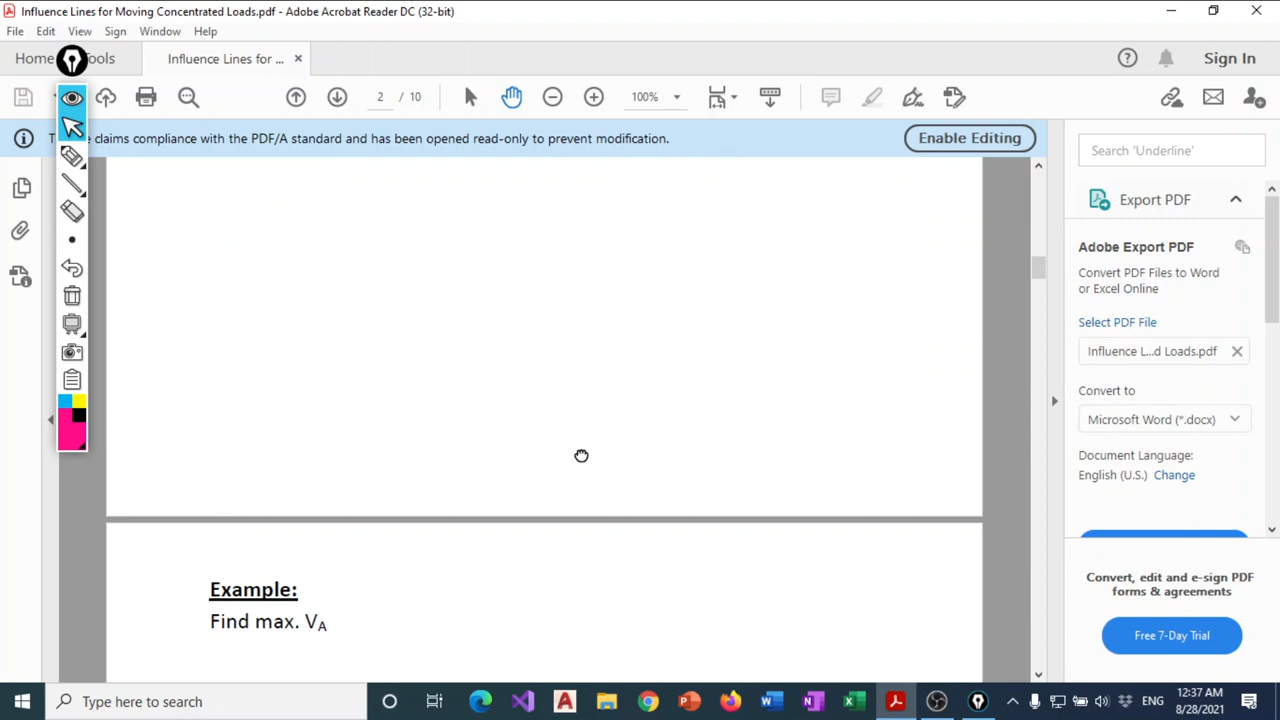 Influence Lines for Moving Concentrated Loads.pdf - Adobe Acrobat Reader DC (32-bit)
File Edit View Sign Window Help
Home ools Influence Lines for ... Sign In
2 / 10 100%
claims compliance with the PDF/A standard and has been opened read-only to prevent modification. Enable Editing
Search 'Underline'
Export PDF
Adobe Export PDF
Convert PDF Files to Word
or Excel Online
Select PDF File
Influence L...d Loads.pdf
Convert to
Microsoft Word (*.docx)
Document Language:
English (U.S.) Change
Example:
Find max. VA
Convert, edit and e-sign PDF
forms & agreements
Free 7-Day Trial
Type here to search
ENG
12:37 AM
8/28/2021